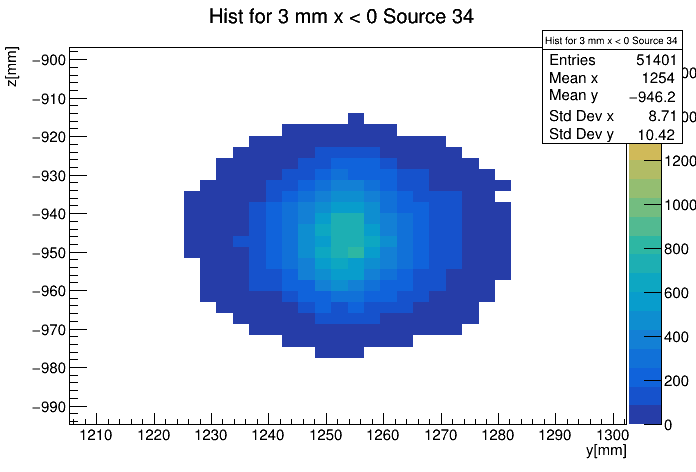 Hist for 3 mm x < 0 Source 34
Hist for 3 mm x < 0 Source 34
Entries 51401
Mean x 1254
Mean y −946.2
Std Dev x 8.71
Std Dev y 10.42
z[mm]
−900
−910
−920
−930
−940
−950
−960
−970
−980
−990
1210 1220 1230 1240 1250 1260 1270 1280 1290 1300
y[mm]
1200
1000
800
600
400
200
0